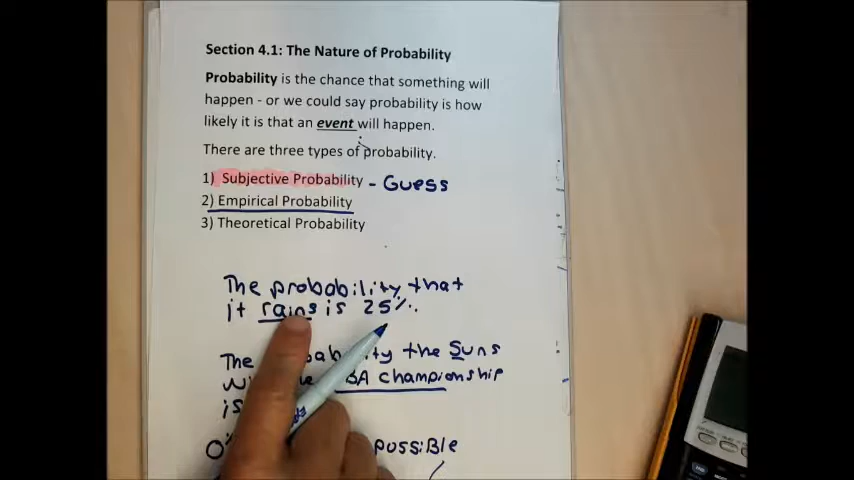 Section 4.1: The Nature of Probability
Probability is the chance that something will
happen - or we could say probability is how
likely it is that an event will happen.
There are three types of probability.
1) Subjective Probability - Guess
2) Empirical Probability
3) Theoretical Probability
The probability that
it rains is 25%.
The the Suns
championship
is
possible